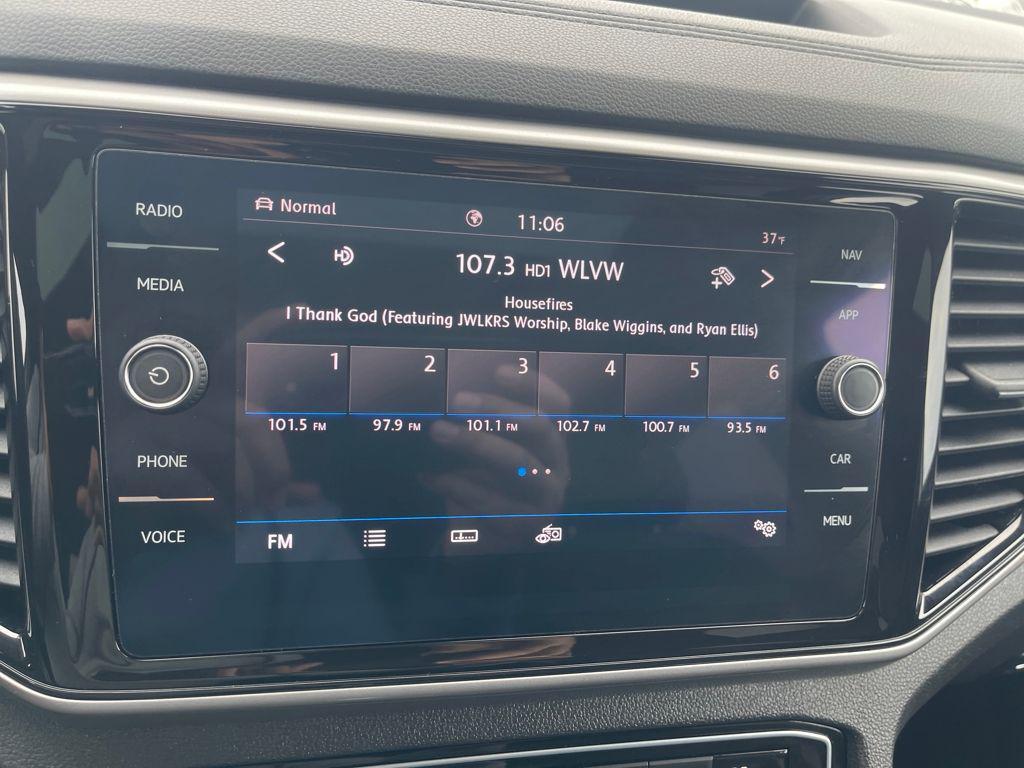 RADIO
MEDIA
PHONE
VOICE
Normal
11:06
37°F
HD
107.3 HD1 WLVW
Housefires
I Thank God (Featuring JWLKRS Worship, Blake Wiggins, and Ryan Ellis)
1 2 3 4 5 6
101.5 FM 97.9 FM 101.1 FM 102.7 FM 100.7 FM 93.5 FM
FM
NAV
APP
CAR
MENU